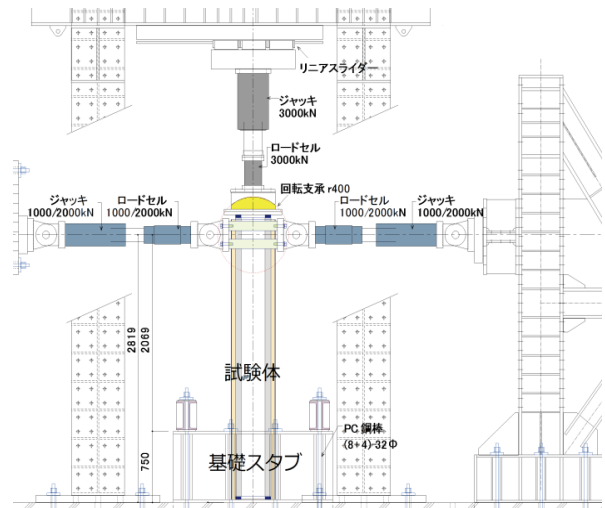 リニアスライダー
ジャッキ
3000kN
ロードセル
3000kN
回転支承 r400
ジャッキ
1000/2000kN
ロードセル
1000/2000kN
ロードセル
1000/2000kN
ジャッキ
1000/2000kN
2819
2069
試験体
750
基礎スタブ
PC 鋼棒
(8+4)-32Φ